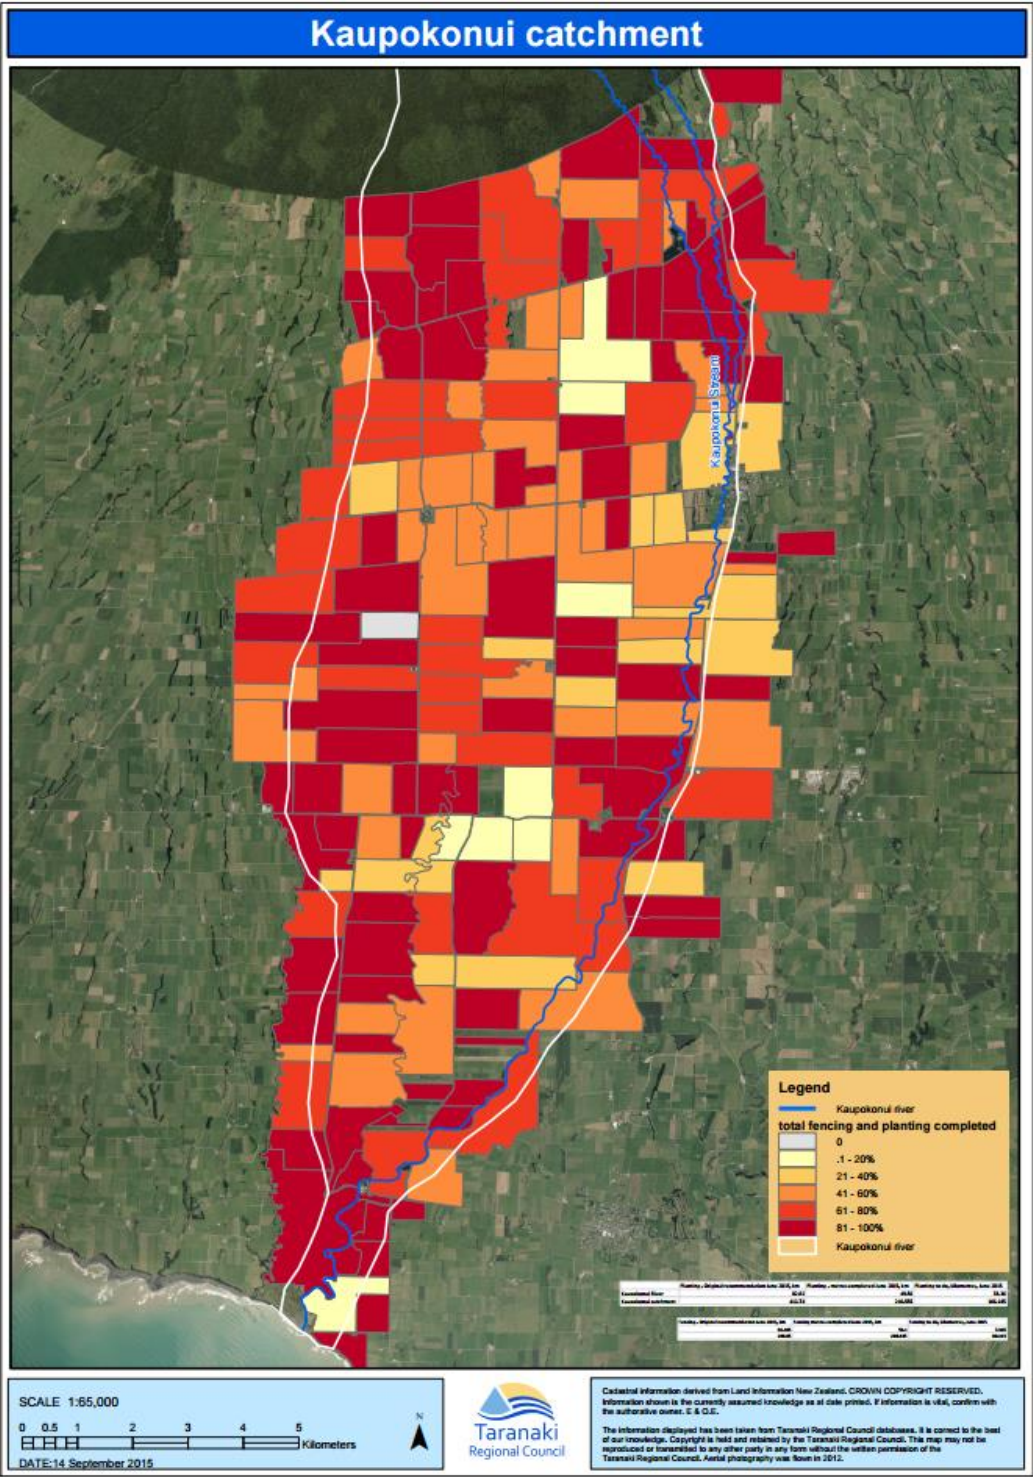 Kaupokonui catchment
Kaupokonui Stream
Legend
Kaupokonui river
total fencing and planting completed
0
.1 - 20%
21 - 40%
41 - 60%
61 - 80%
81 - 100%
Kaupokonui river
SCALE 1:65,000
0 0.5 1 2 3 4 5
Kilometers
N
DATE:14 September 2015
Taranaki
Regional Council
Cadastral information derived from Land Information New Zealand. CROWN COPYRIGHT RESERVED.
Information shown is the currently assumed knowledge as at date printed. If information is vital, confirm with
the authorative owner. E & O.E.
The information displayed has been taken from Taranaki Regional Council databases. It is correct to the best
of our knowledge. Copyright is held and retained by the Taranaki Regional Council. This map may not be
reproduced or transmitted to any other party in any form without the written permission of the
Taranaki Regional Council. Aerial photography was flown in 2012.